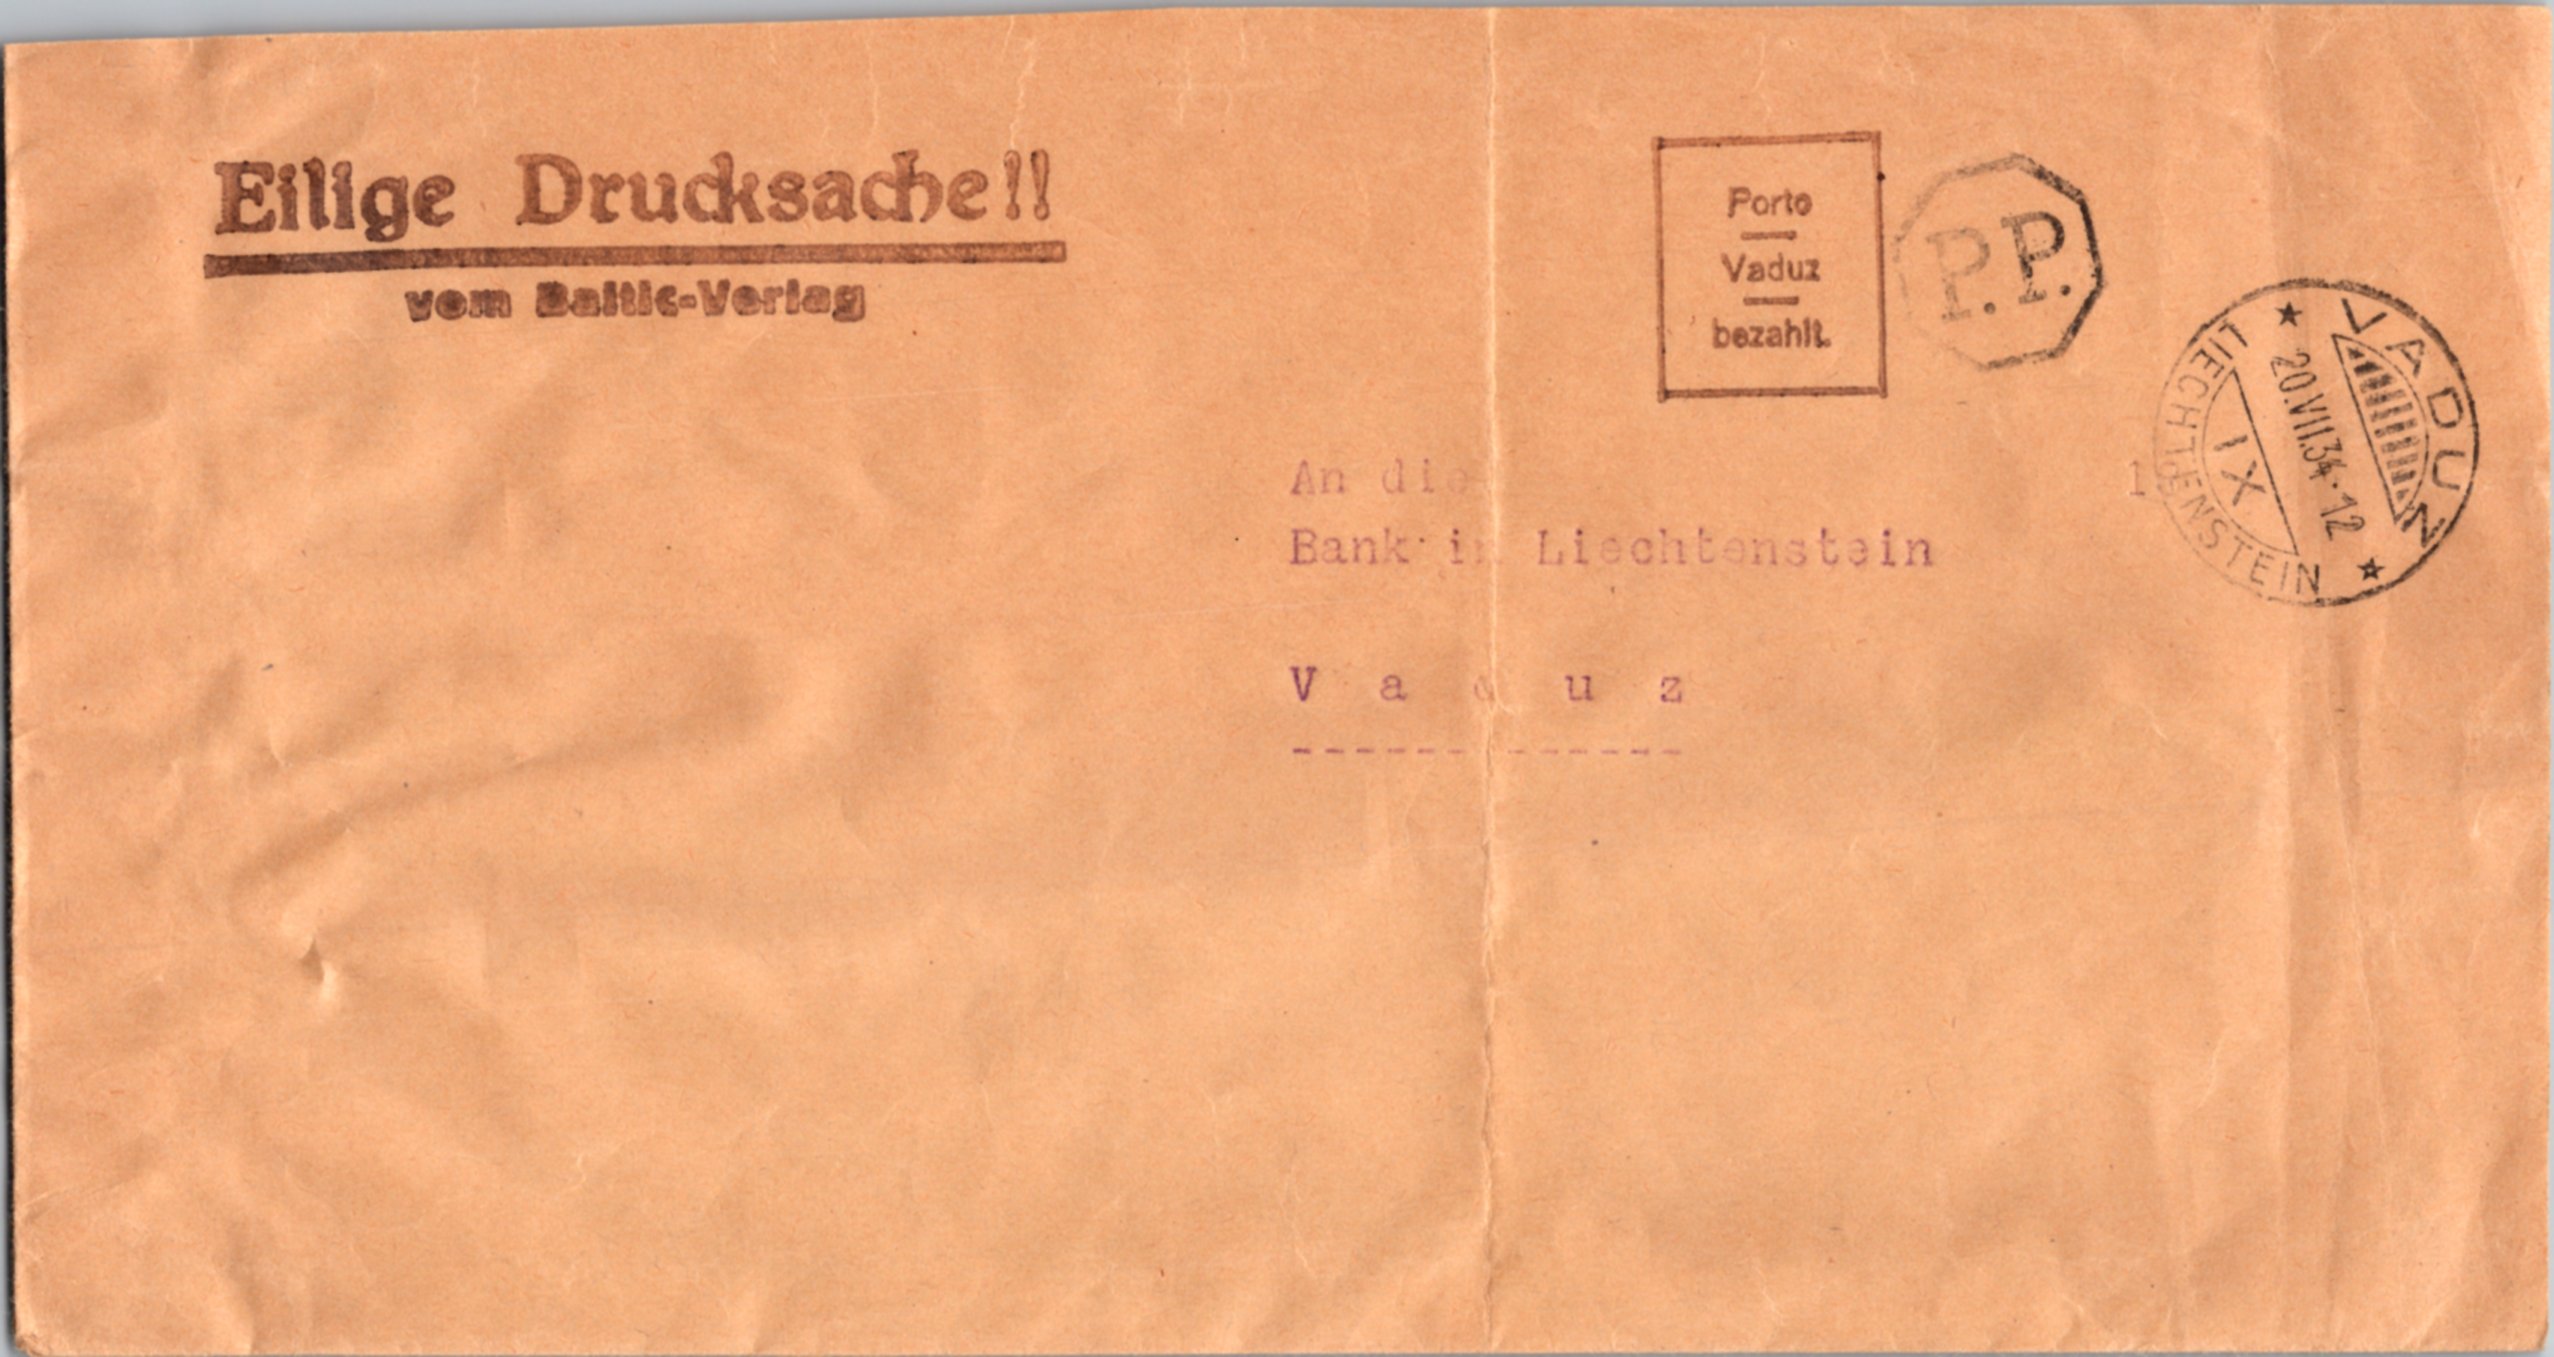 Eilige Drucksache!!
vom Baltic-Verlag
Porto
Vaduz
bezahlt.
P.P.
VADUZ
20.VII.34.12
IX
LIECHTENSTEIN
An die
Bank in Liechtenstein
V a d u z
-------------